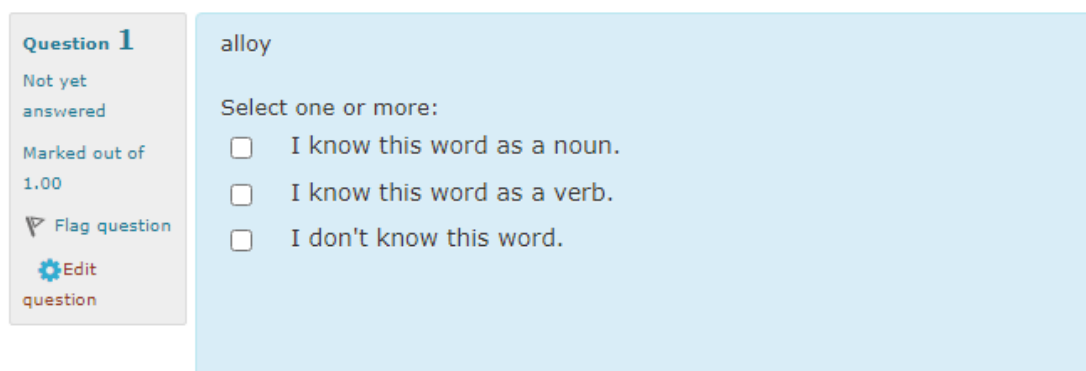 Question 1
Not yet
answered
Marked out of
1.00
Flag question
Edit
question
alloy
Select one or more:
I know this word as a noun.
I know this word as a verb.
I don't know this word.